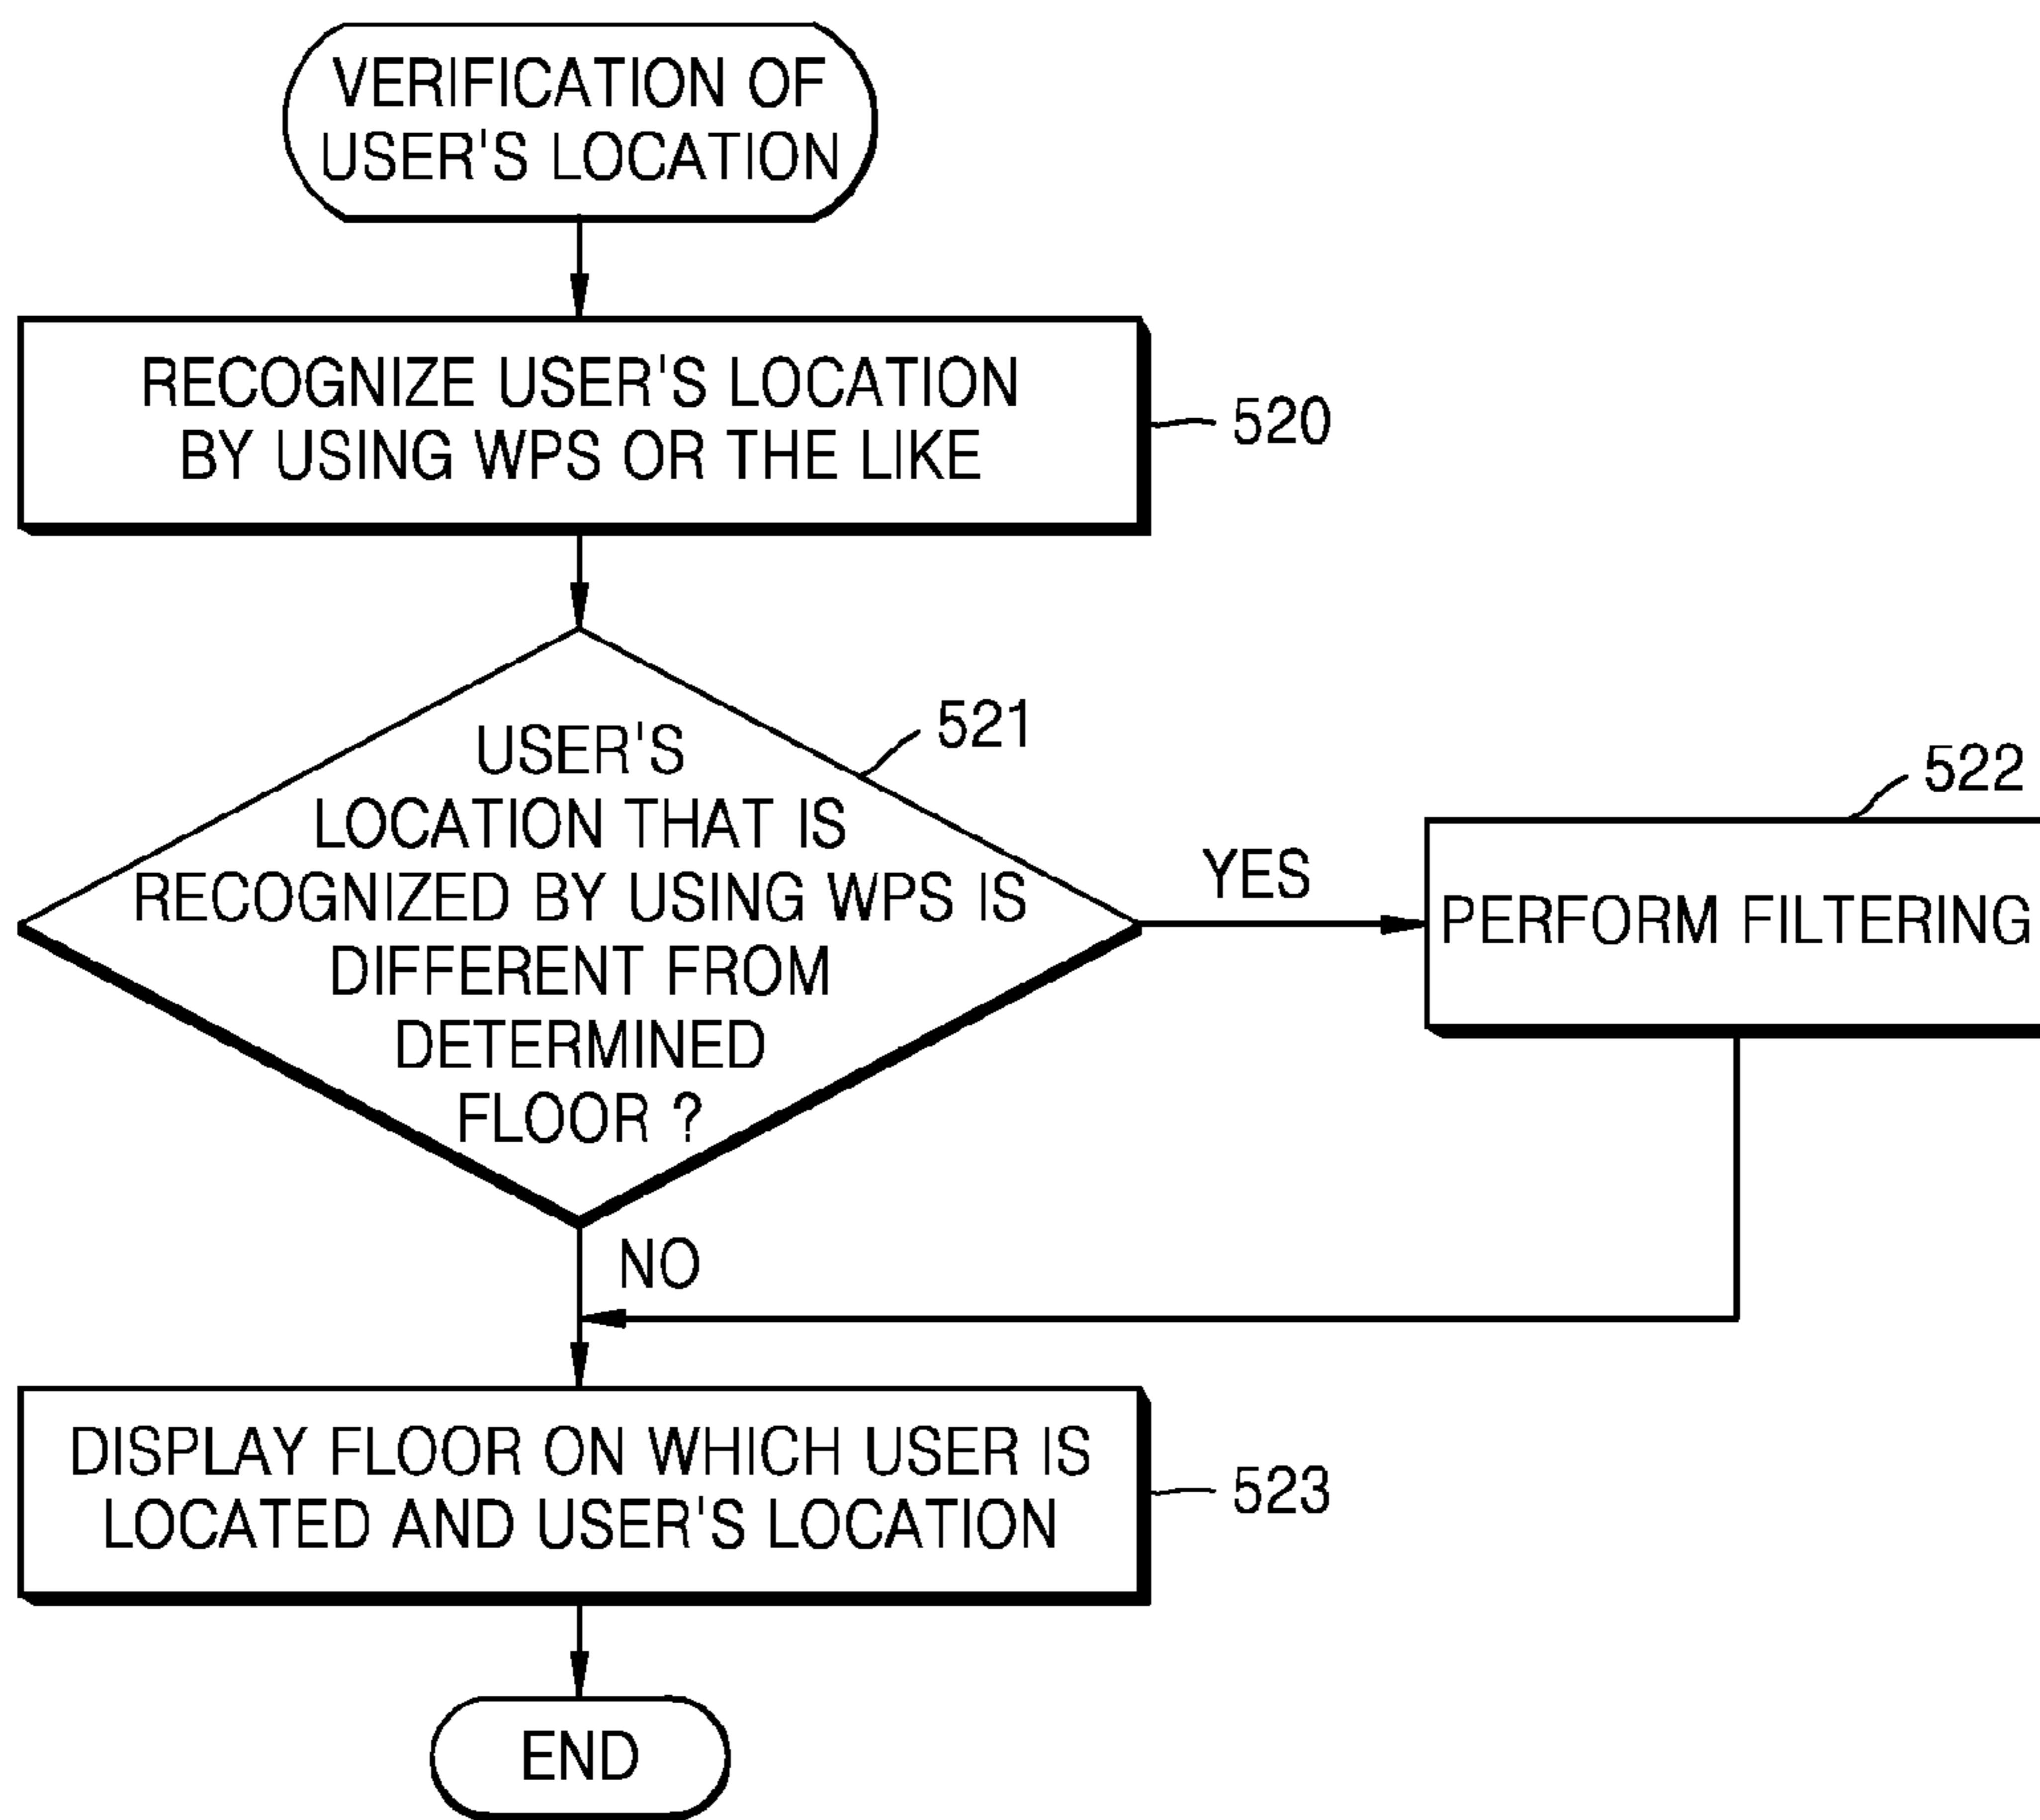 VERIFICATION OF
USER'S LOCATION
RECOGNIZE USER'S LOCATION
BY USING WPS OR THE LIKE
520
USER'S
LOCATION THAT IS
RECOGNIZED BY USING WPS IS
DIFFERENT FROM
DETERMINED
FLOOR ?
521
YES
522
PERFORM FILTERING
NO
DISPLAY FLOOR ON WHICH USER IS
LOCATED AND USER'S LOCATION
523
END